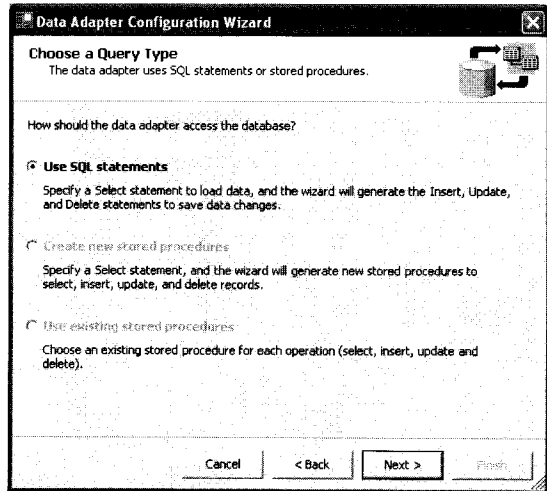 Data Adapter Configuration Wizard
Choose a Query Type
The data adapter uses SQL statements or stored procedures.
How should the data adapter access the database?
Use SQL statements
Specify a Select statement to load data, and the wizard will generate the Insert, Update,
and Delete statements to save data changes.
Create new stored procedures
Specify a Select statement, and the wizard will generate new stored procedures to
select, insert, update, and delete records.
Use existing stored procedures
Choose an existing stored procedure for each operation (select, insert, update and
delete).
Cancel < Back Next > Finish